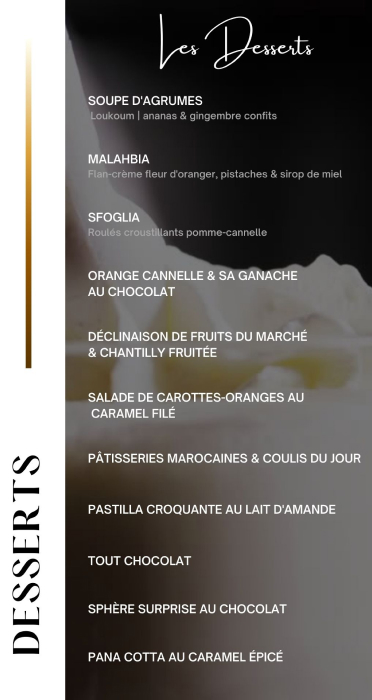 Les Desserts
SOUPE D'AGRUMES
Loukoum | ananas & gingembre confits
MALAHBIA
Flan-crème fleur d'oranger, pistaches & sirop de miel
SFOGLIA
Roulés croustillants pomme-cannelle
ORANGE CANNELLE & SA GANACHE
AU CHOCOLAT
DÉCLINAISON DE FRUITS DU MARCHÉ
& CHANTILLY FRUITÉE
SALADE DE CAROTTES-ORANGES AU
CARAMEL FILÉ
PÂTISSERIES MAROCAINES & COULIS DU JOUR
PASTILLA CROQUANTE AU LAIT D'AMANDE
TOUT CHOCOLAT
SPHÈRE SURPRISE AU CHOCOLAT
PANA COTTA AU CARAMEL ÉPICÉ
DESSERTS